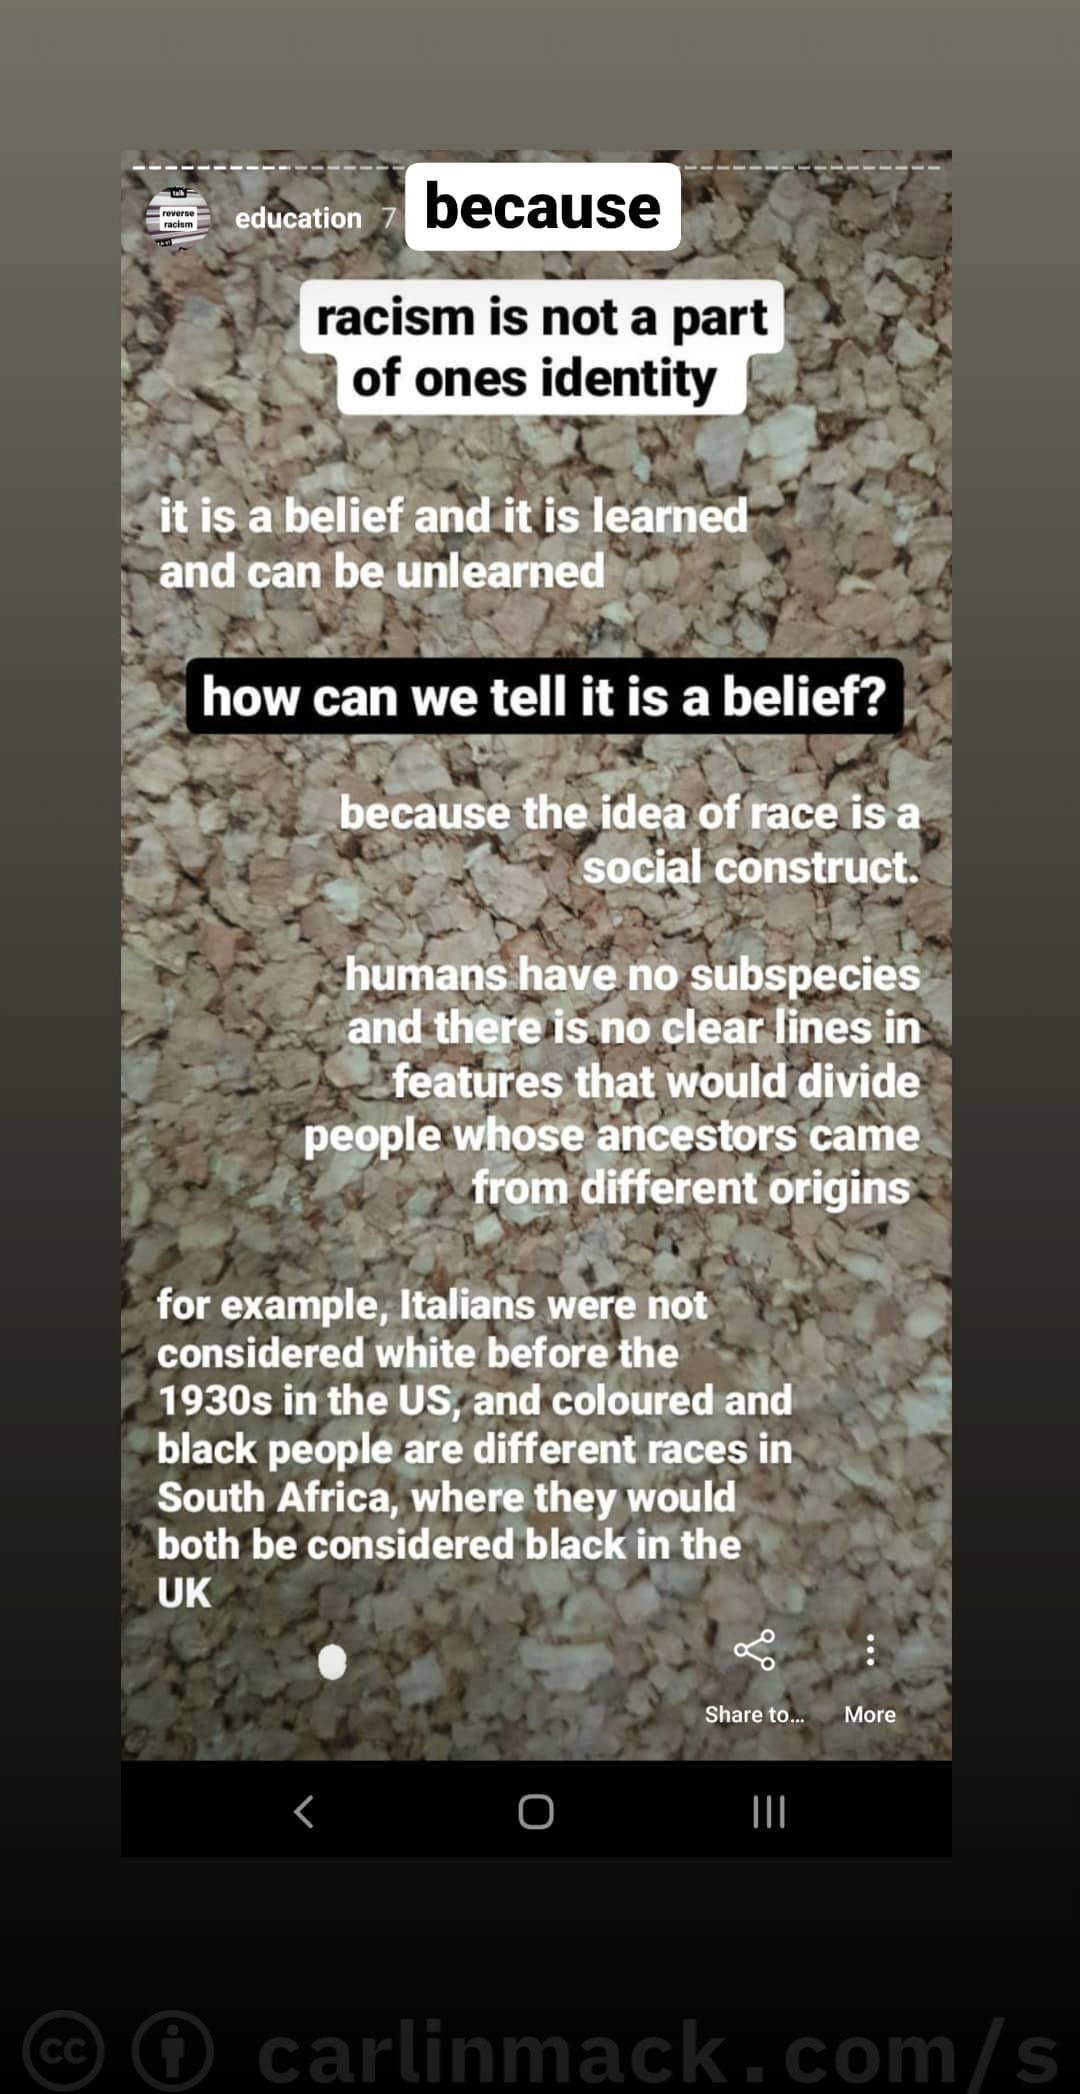 talk
reverse
racism
education 7
because
racism is not a part
of ones identity
it is a belief and it is learned
and can be unlearned
how can we tell it is a belief?
because the idea of race is a
social construct.
humans have no subspecies
and there is no clear lines in
features that would divide
people whose ancestors came
from different origins
for example, Italians were not
considered white before the
1930s in the US, and coloured and
black people are different races in
South Africa, where they would
both be considered black in the
UK
Share to...
More
cc carlinmack.com/s